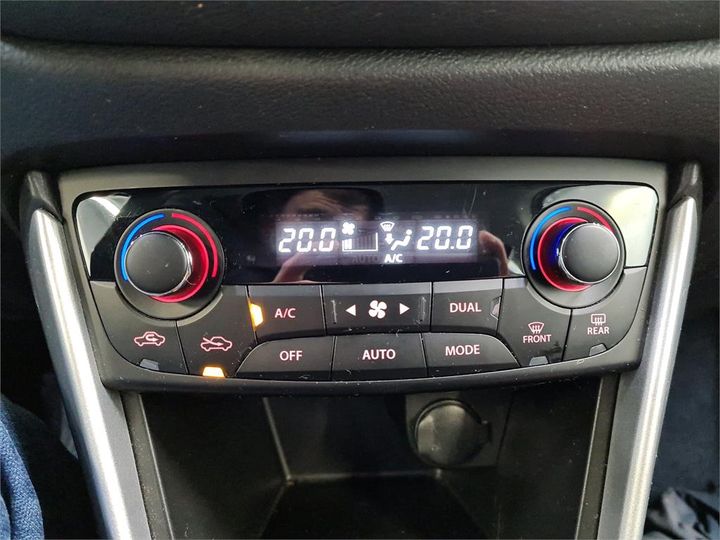 20.0 20.0
AUTO A/C
A/C DUAL
FRONT REAR
OFF AUTO MODE